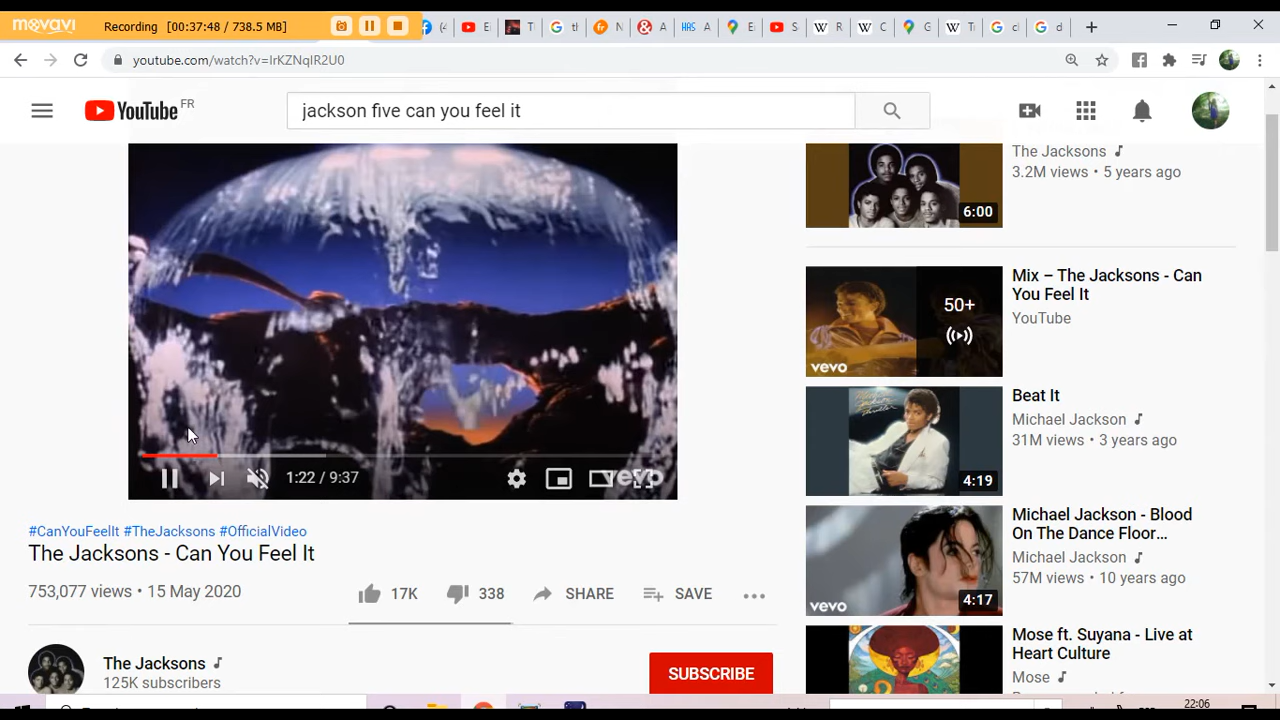 movavi Recording [00:37:48 / 738.5 MB]
youtube.com/watch?v=IrKZNqIR2U0
YouTube FR
jackson five can you feel it
The Jacksons
3.2M views • 5 years ago
6:00
Mix – The Jacksons - Can
You Feel It
YouTube
50+
vevo
Beat It
Michael Jackson
31M views • 3 years ago
4:19
Michael Jackson - Blood
On The Dance Floor...
Michael Jackson
57M views • 10 years ago
4:17
vevo
Mose ft. Suyana - Live at
Heart Culture
Mose
1:22 / 9:37
vevo
#CanYouFeelIt #TheJacksons #OfficialVideo
The Jacksons - Can You Feel It
753,077 views • 15 May 2020
17K 338 SHARE SAVE
The Jacksons
125K subscribers
SUBSCRIBE
22:06